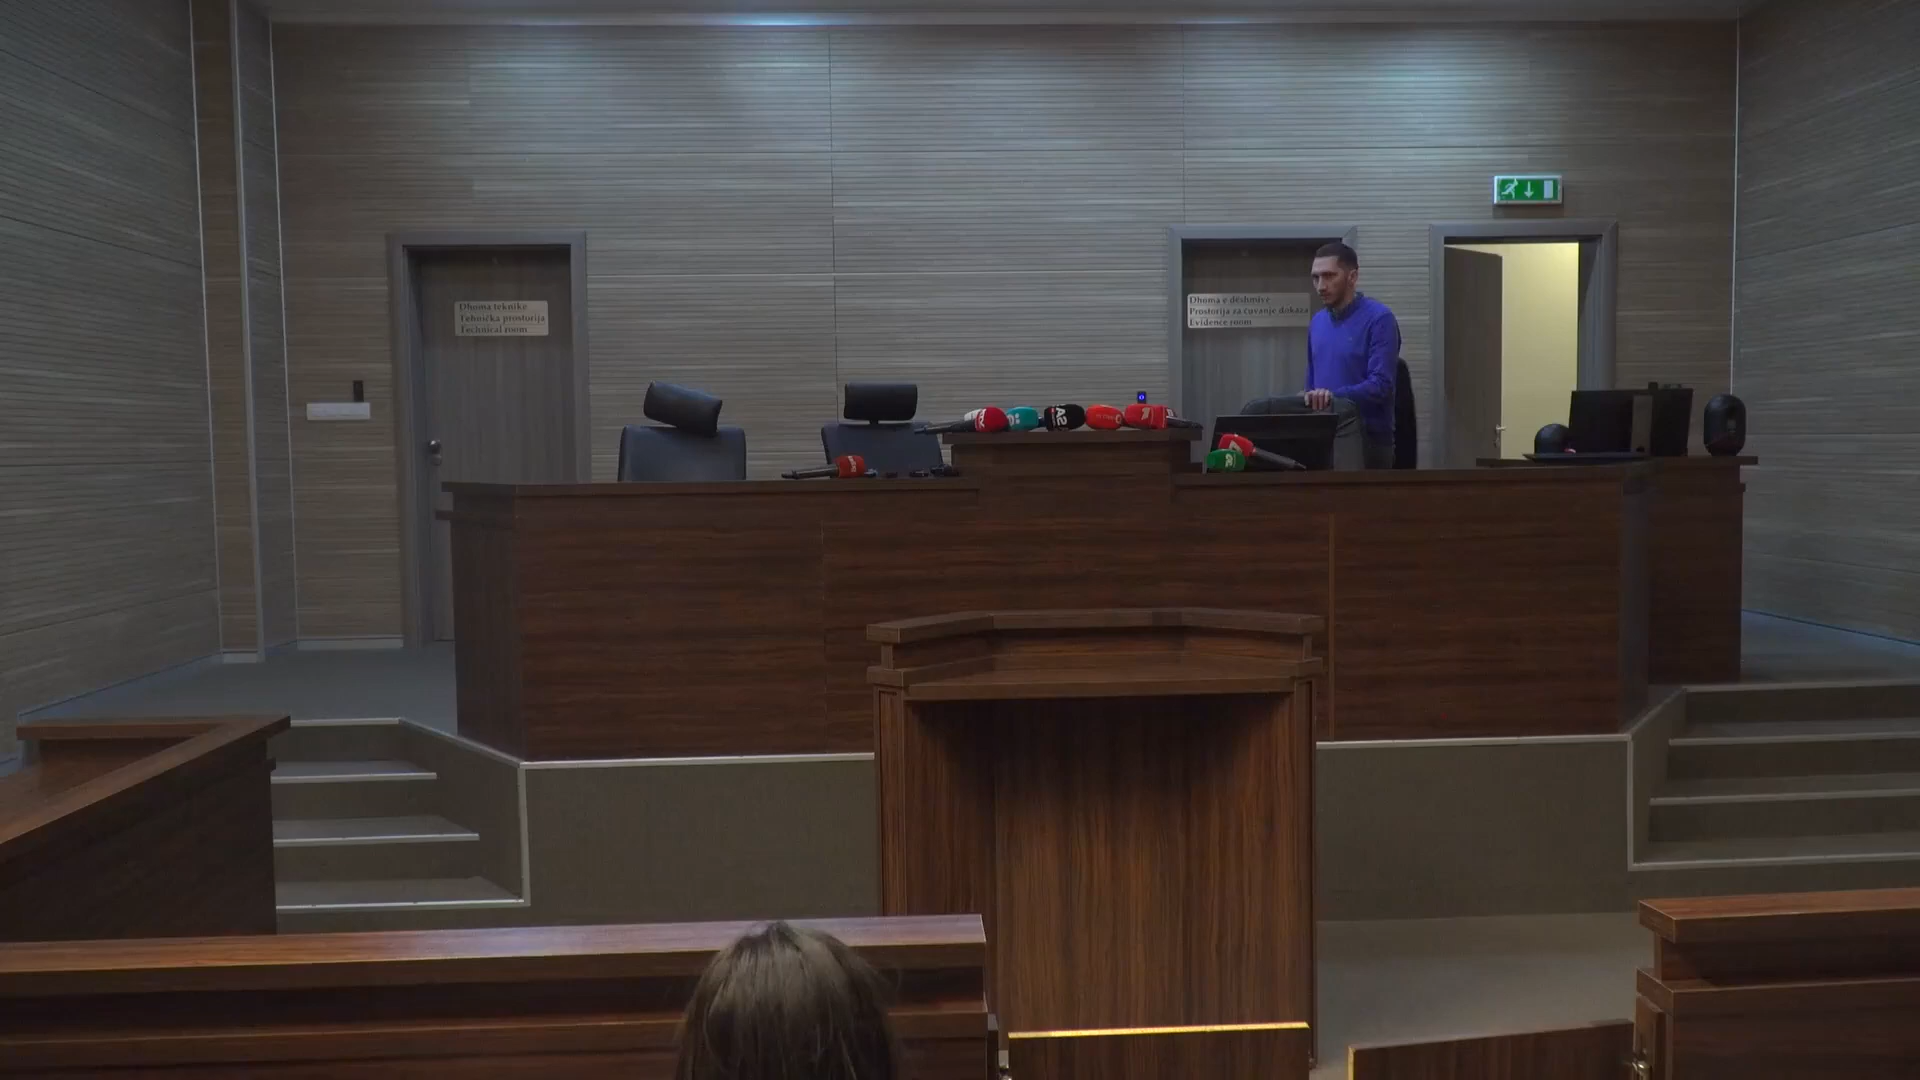 Dhoma teknike
Tehnička prostorija
Technical room
Dhoma e dëshmive
Prostorija za čuvanje dokaza
Evidence room
A2